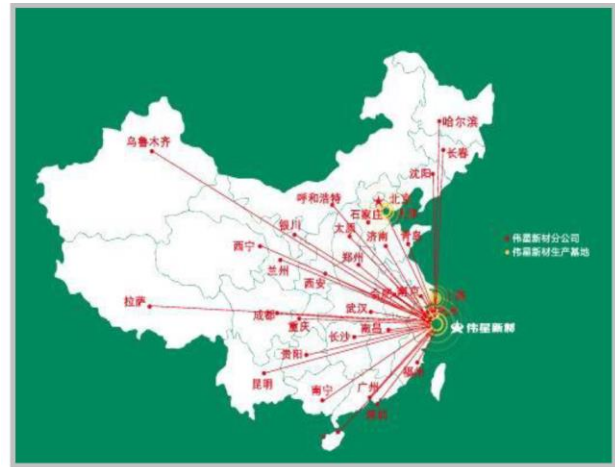 哈尔滨
长春
乌鲁木齐
沈阳
呼和浩特
北京
石家庄
银川
太原
济南
青岛
西宁
兰州
郑州
西安
伟星新材分公司
伟星新材生产基地
合肥
南京
拉萨
成都
重庆
武汉
南昌
长沙
伟星新材
贵阳
昆明
福州
南宁
广州